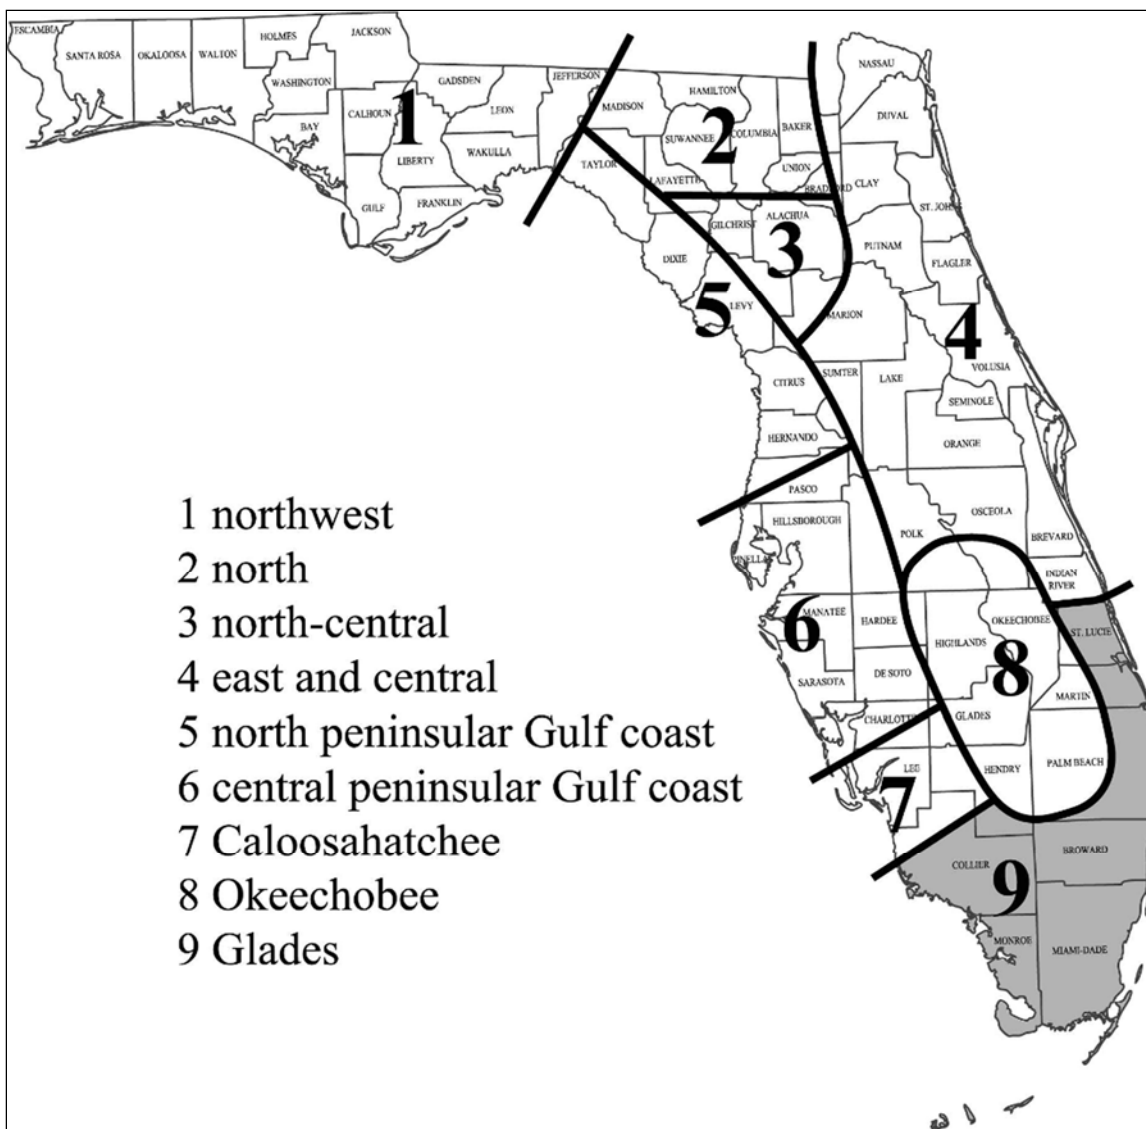 ESCAMBIA
SANTA ROSA
OKALOOSA
WALTON
HOLMES
JACKSON
WASHINGTON
BAY
CALHOUN
GULF
GADSDEN
LIBERTY
FRANKLIN
LEON
WAKULLA
JEFFERSON
1
MADISON
TAYLOR
HAMILTON
SUWANNEE
LAFAYETTE
COLUMBIA
BAKER
UNION
BRADFORD
2
NASSAU
DUVAL
CLAY
ST. JOHNS
PUTNAM
FLAGLER
GILCHRIST
ALACHUA
3
DIXIE
LEVY
5
MARION
4
VOLUSIA
CITRUS
SUMTER
LAKE
SEMINOLE
HERNANDO
ORANGE
PASCO
HILLSBOROUGH
PINELLAS
POLK
OSCEOLA
BREVARD
INDIAN
RIVER
MANATEE
6
HARDEE
HIGHLANDS
OKEECHOBEE
ST. LUCIE
8
SARASOTA
DE SOTO
MARTIN
CHARLOTTE
GLADES
LEE
7
HENDRY
PALM BEACH
COLLIER
9
BROWARD
MONROE
MIAMI-DADE
1 northwest
2 north
3 north-central
4 east and central
5 north peninsular Gulf coast
6 central peninsular Gulf coast
7 Caloosahatchee
8 Okeechobee
9 Glades